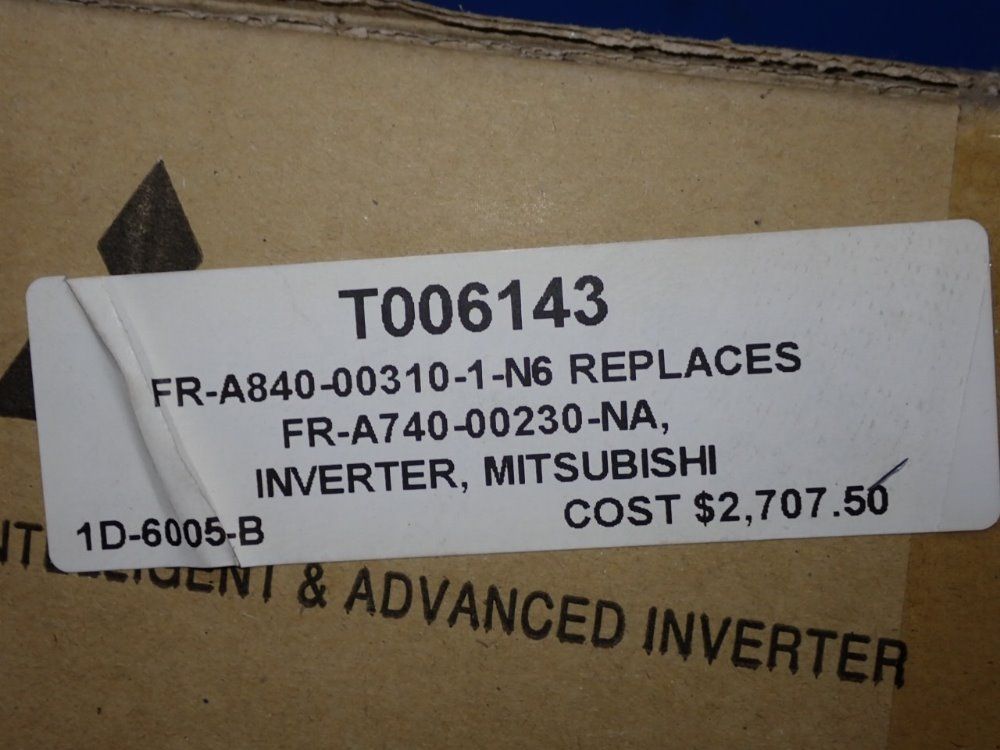 T006143
FR-A840-00310-1-N6 REPLACES
FR-A740-00230-NA,
INVERTER, MITSUBISHI
1D-6005-B COST $2,707.50
& ADVANCED INVERTER